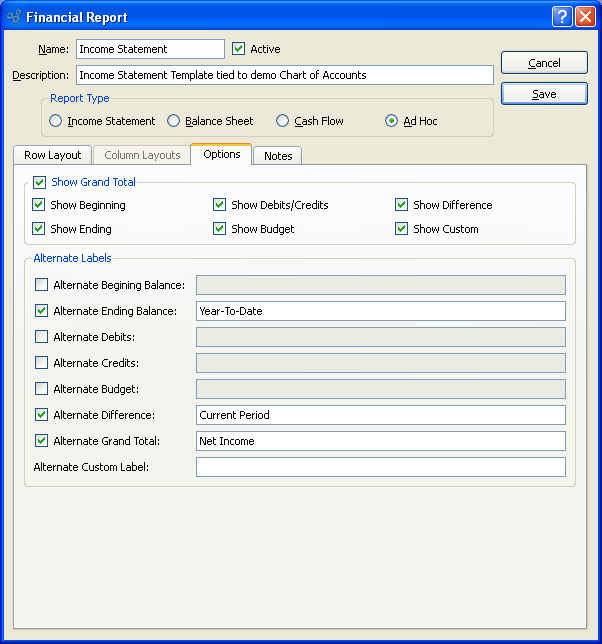 Financial Report
Name: Income Statement Active
Cancel
Description: Income Statement Template tied to demo Chart of Accounts
Save
Report Type
Income Statement Balance Sheet Cash Flow Ad Hoc
Row Layout Column Layouts Options Notes
Show Grand Total
Show Beginning Show Debits/Credits Show Difference
Show Ending Show Budget Show Custom
Alternate Labels
Alternate Begining Balance:
Alternate Ending Balance: Year-To-Date
Alternate Debits:
Alternate Credits:
Alternate Budget:
Alternate Difference: Current Period
Alternate Grand Total: Net Income
Alternate Custom Label: